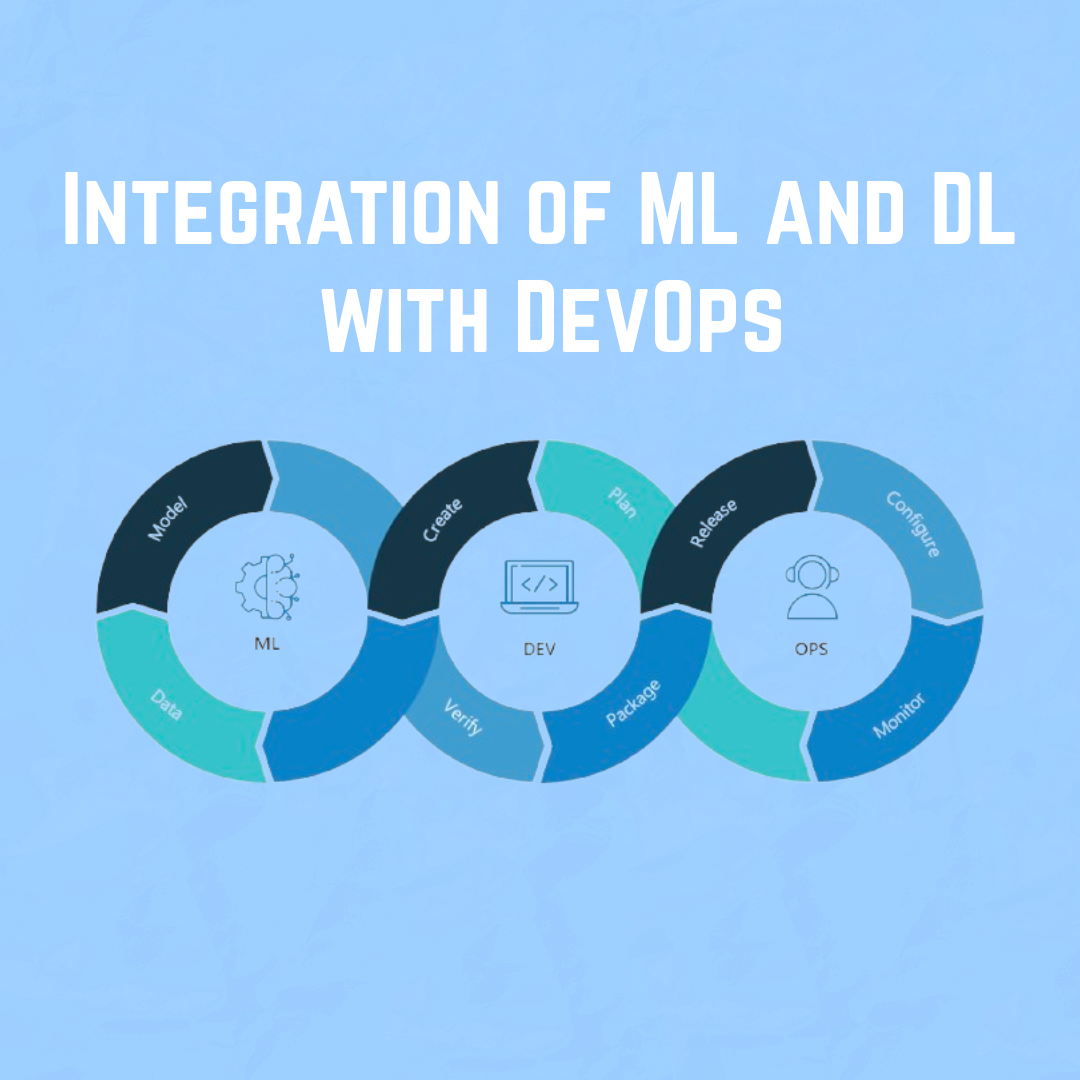 Integration of ML and DL
with DevOps
Model
Create
Plan
Release
Configure
</>
ML
DEV
OPS
Data
Verify
Package
Monitor